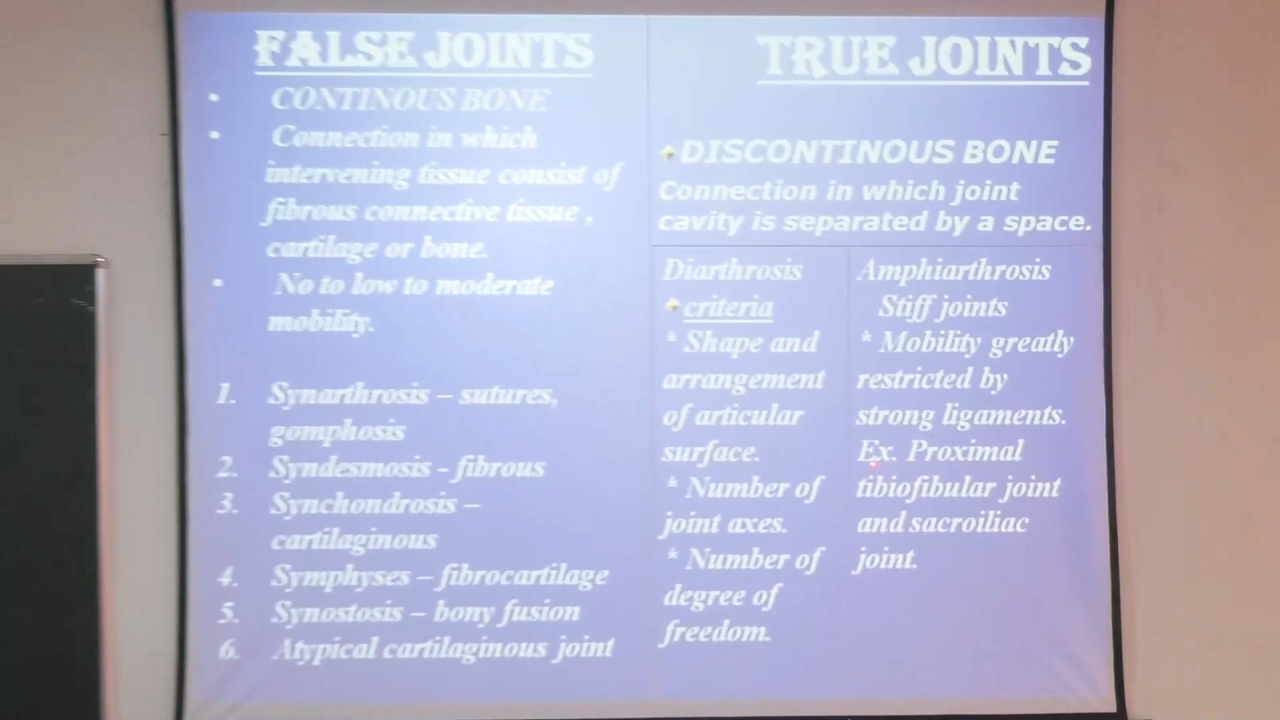 FALSE JOINTS
• CONTINOUS BONE
• Connection in which
intervening tissue consist of
fibrous connective tissue ,
cartilage or bone.
• No to low to moderate
mobility.
1. Synarthrosis – sutures,
gomphosis
2. Syndesmosis - fibrous
3. Synchondrosis –
cartilaginous
4. Symphyses – fibrocartilage
5. Synostosis – bony fusion
6. Atypical cartilaginous joint
TRUE JOINTS
DISCONTINOUS BONE
Connection in which joint
cavity is separated by a space.
Diarthrosis
criteria
* Shape and
arrangement
of articular
surface.
* Number of
joint axes.
* Number of
degree of
freedom.
Amphiarthrosis
Stiff joints
* Mobility greatly
restricted by
strong ligaments.
Ex. Proximal
tibiofibular joint
and sacroiliac
joint.